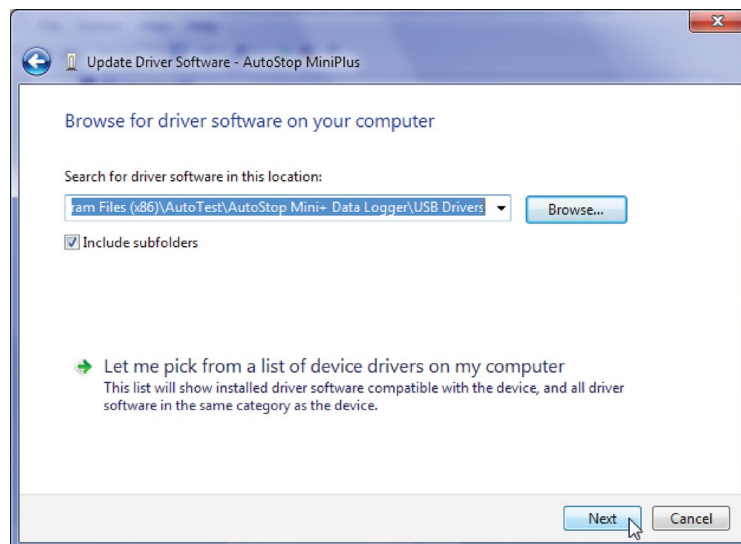 Update Driver Software - AutoStop MiniPlus
Browse for driver software on your computer
Search for driver software in this location:
ram Files (x86)\AutoTest\AutoStop Mini+ Data Logger\USB Drivers
Browse...
Include subfolders
Let me pick from a list of device drivers on my computer
This list will show installed driver software compatible with the device, and all driver
software in the same category as the device.
Next
Cancel